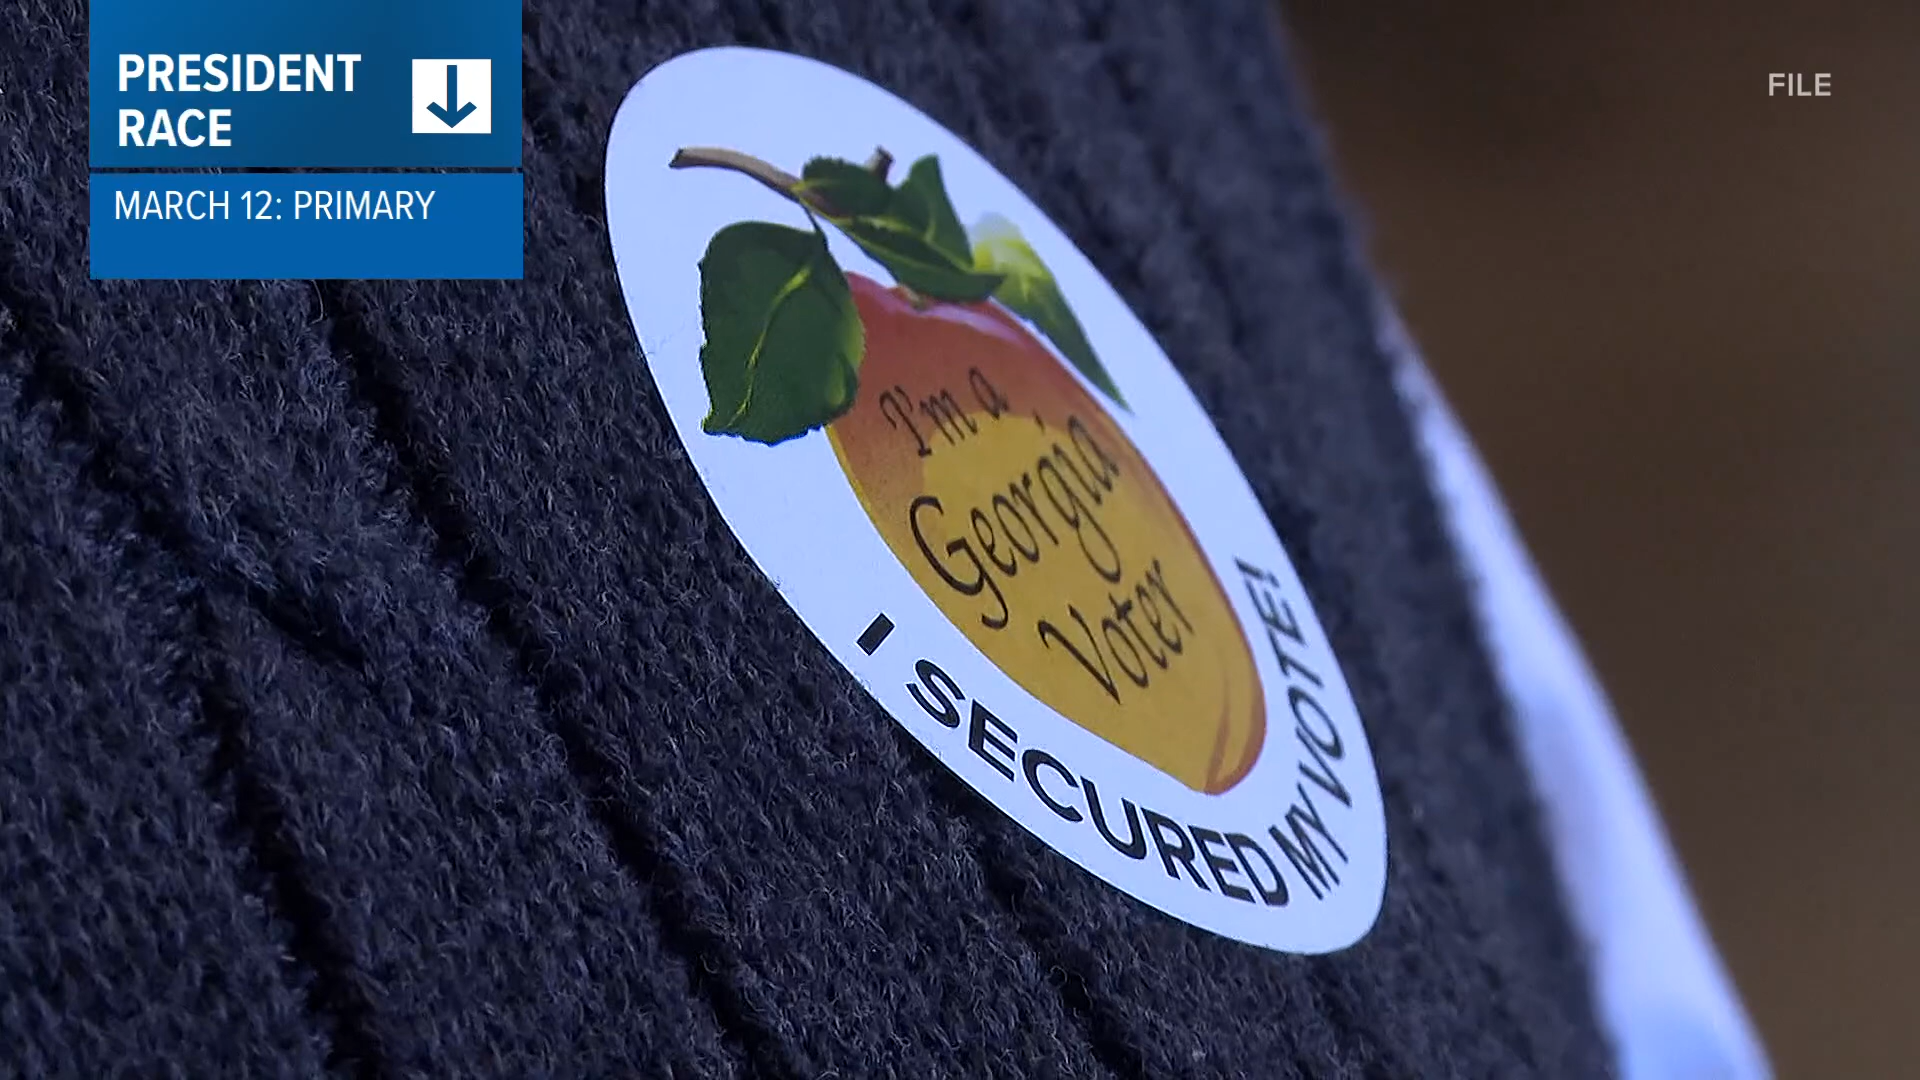 PRESIDENT
RACE
MARCH 12: PRIMARY
FILE
I'm a
Georgia
Voter
I SECURED MY VOTE!